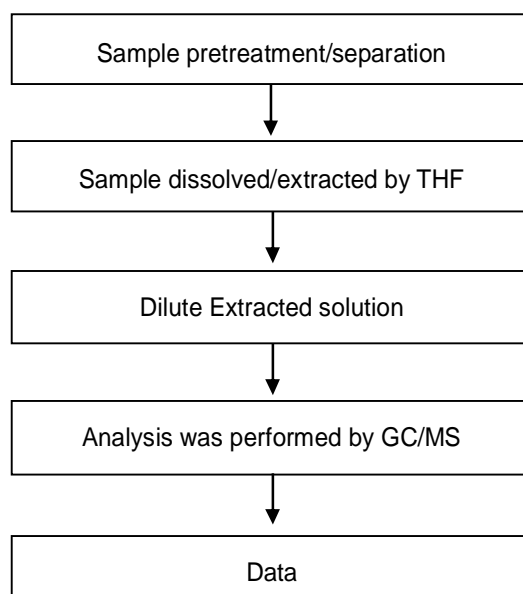 Sample pretreatment/separation
Sample dissolved/extracted by THF
Dilute Extracted solution
Analysis was performed by GC/MS
Data